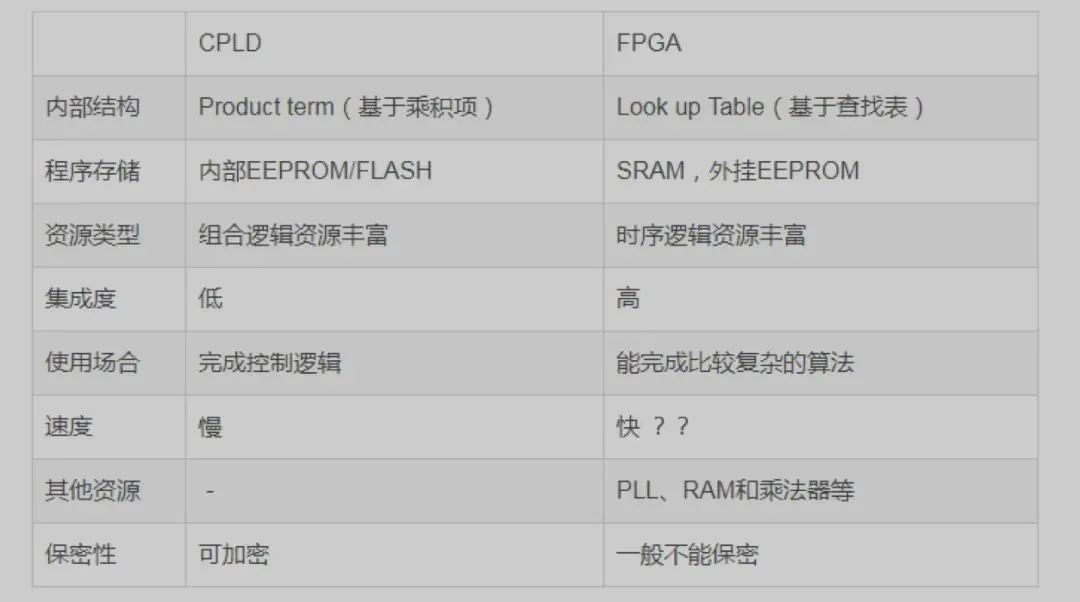 CPLD FPGA
内部结构 Product term（基于乘积项） Look up Table（基于查找表）
程序存储 内部EEPROM/FLASH SRAM，外挂EEPROM
资源类型 组合逻辑资源丰富 时序逻辑资源丰富
集成度 低 高
使用场合 完成控制逻辑 能完成比较复杂的算法
速度 慢 快 ？？
其他资源 - PLL、RAM和乘法器等
保密性 可加密 一般不能保密